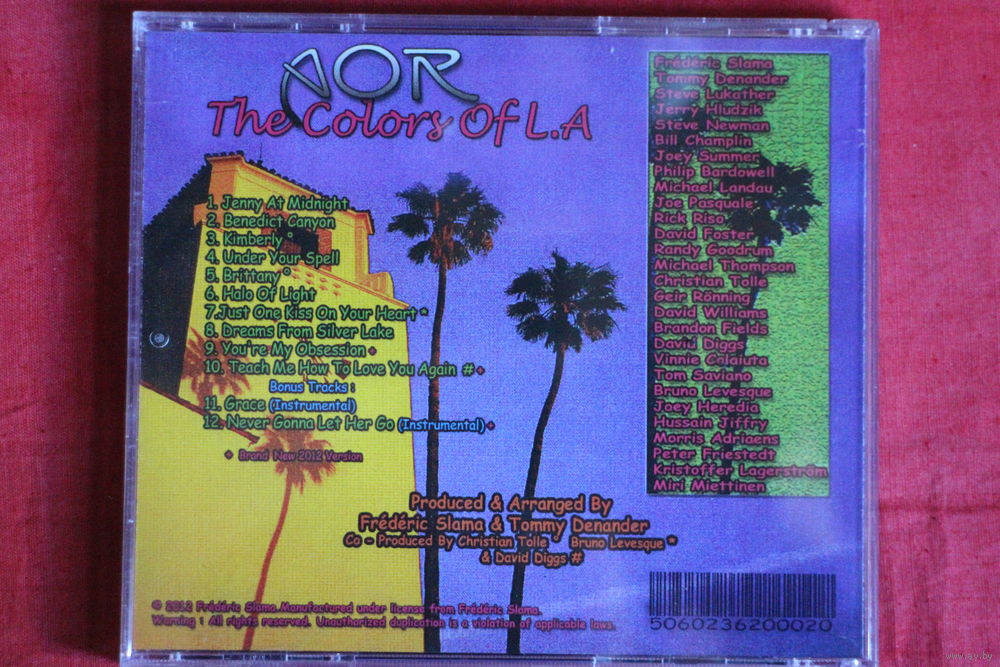 AOR
The Colors Of L.A
1. Jenny At Midnight
2. Benedict Canyon
3. Kimberly °
4. Under Your Spell
5. Brittany °
6. Halo Of Light
7.Just One Kiss On Your Heart *
8. Dreams From Silver Lake
9. You're My Obsession +
10. Teach Me How To Love You Again # +
Bonus Tracks :
11. Grace (Instrumental)
12. Never Gonna Let Her Go (Instrumental) +
+ Brand New 2012 Version
Frédéric Slama
Tommy Denander
Steve Lukather
Jerry Hludzik
Steve Newman
Bill Champlin
Joey Summer
Philip Bardowell
Michael Landau
Joe Pasquale
Rick Riso
David Foster
Randy Goodrum
Michael Thompson
Christian Tolle
Geir Rönning
David Williams
Brandon Fields
David Diggs
Vinnie Colaiuta
Tom Saviano
Bruno Levesque
Joey Heredia
Hussain Jiffry
Morris Adriaens
Peter Friestedt
Kristoffer Lagerström
Miri Miettinen
Produced & Arranged By
Frédéric Slama & Tommy Denander
Co - Produced By Christian Tolle Bruno Levesque *
& David Diggs #
© 2012 Frédéric Slama.Manufactured under license from Frédéric Slama.
Warning : All rights reserved. Unauthorized duplication is a violation of applicable laws.
5060236200020